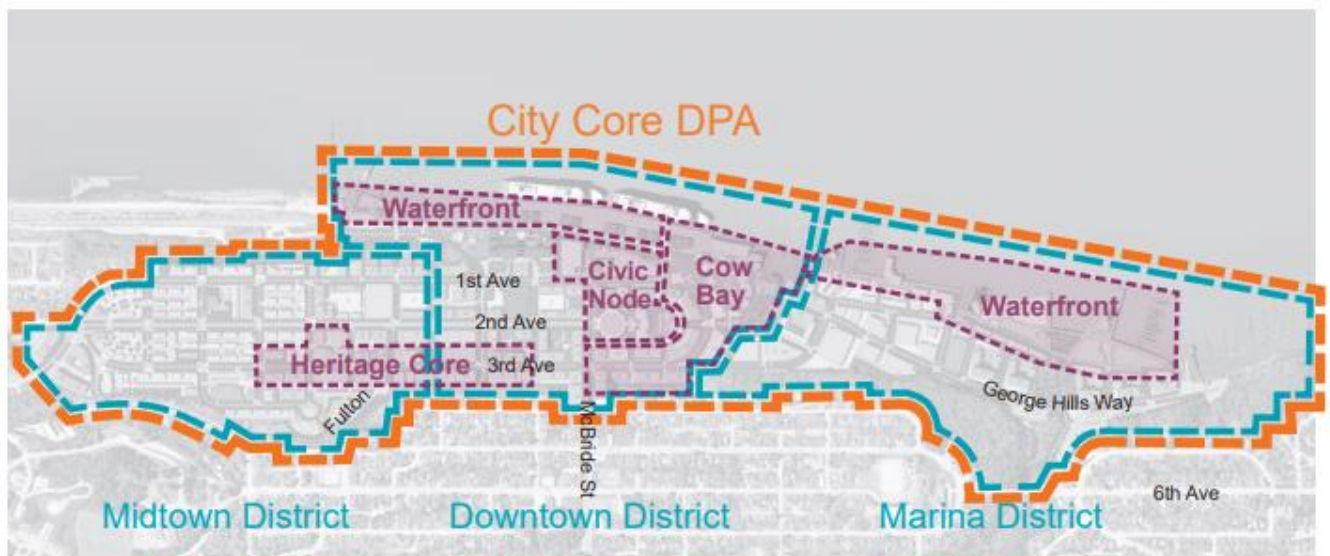 City Core DPA
Waterfront
Civic
Node
Cow
Bay
1st Ave
2nd Ave
Waterfront
Heritage Core
3rd Ave
George Hills Way
Fulton
McBride St
6th Ave
Midtown District
Downtown District
Marina District